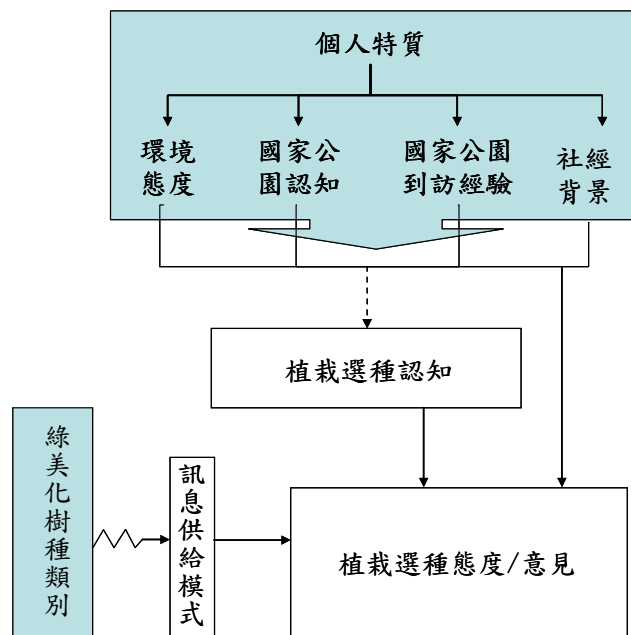 個人特質
環境
態度
國家公
園認知
國家公園
到訪經驗
社經
背景
植栽選種認知
綠美化樹種類別
訊息供給模式
植栽選種態度/意見